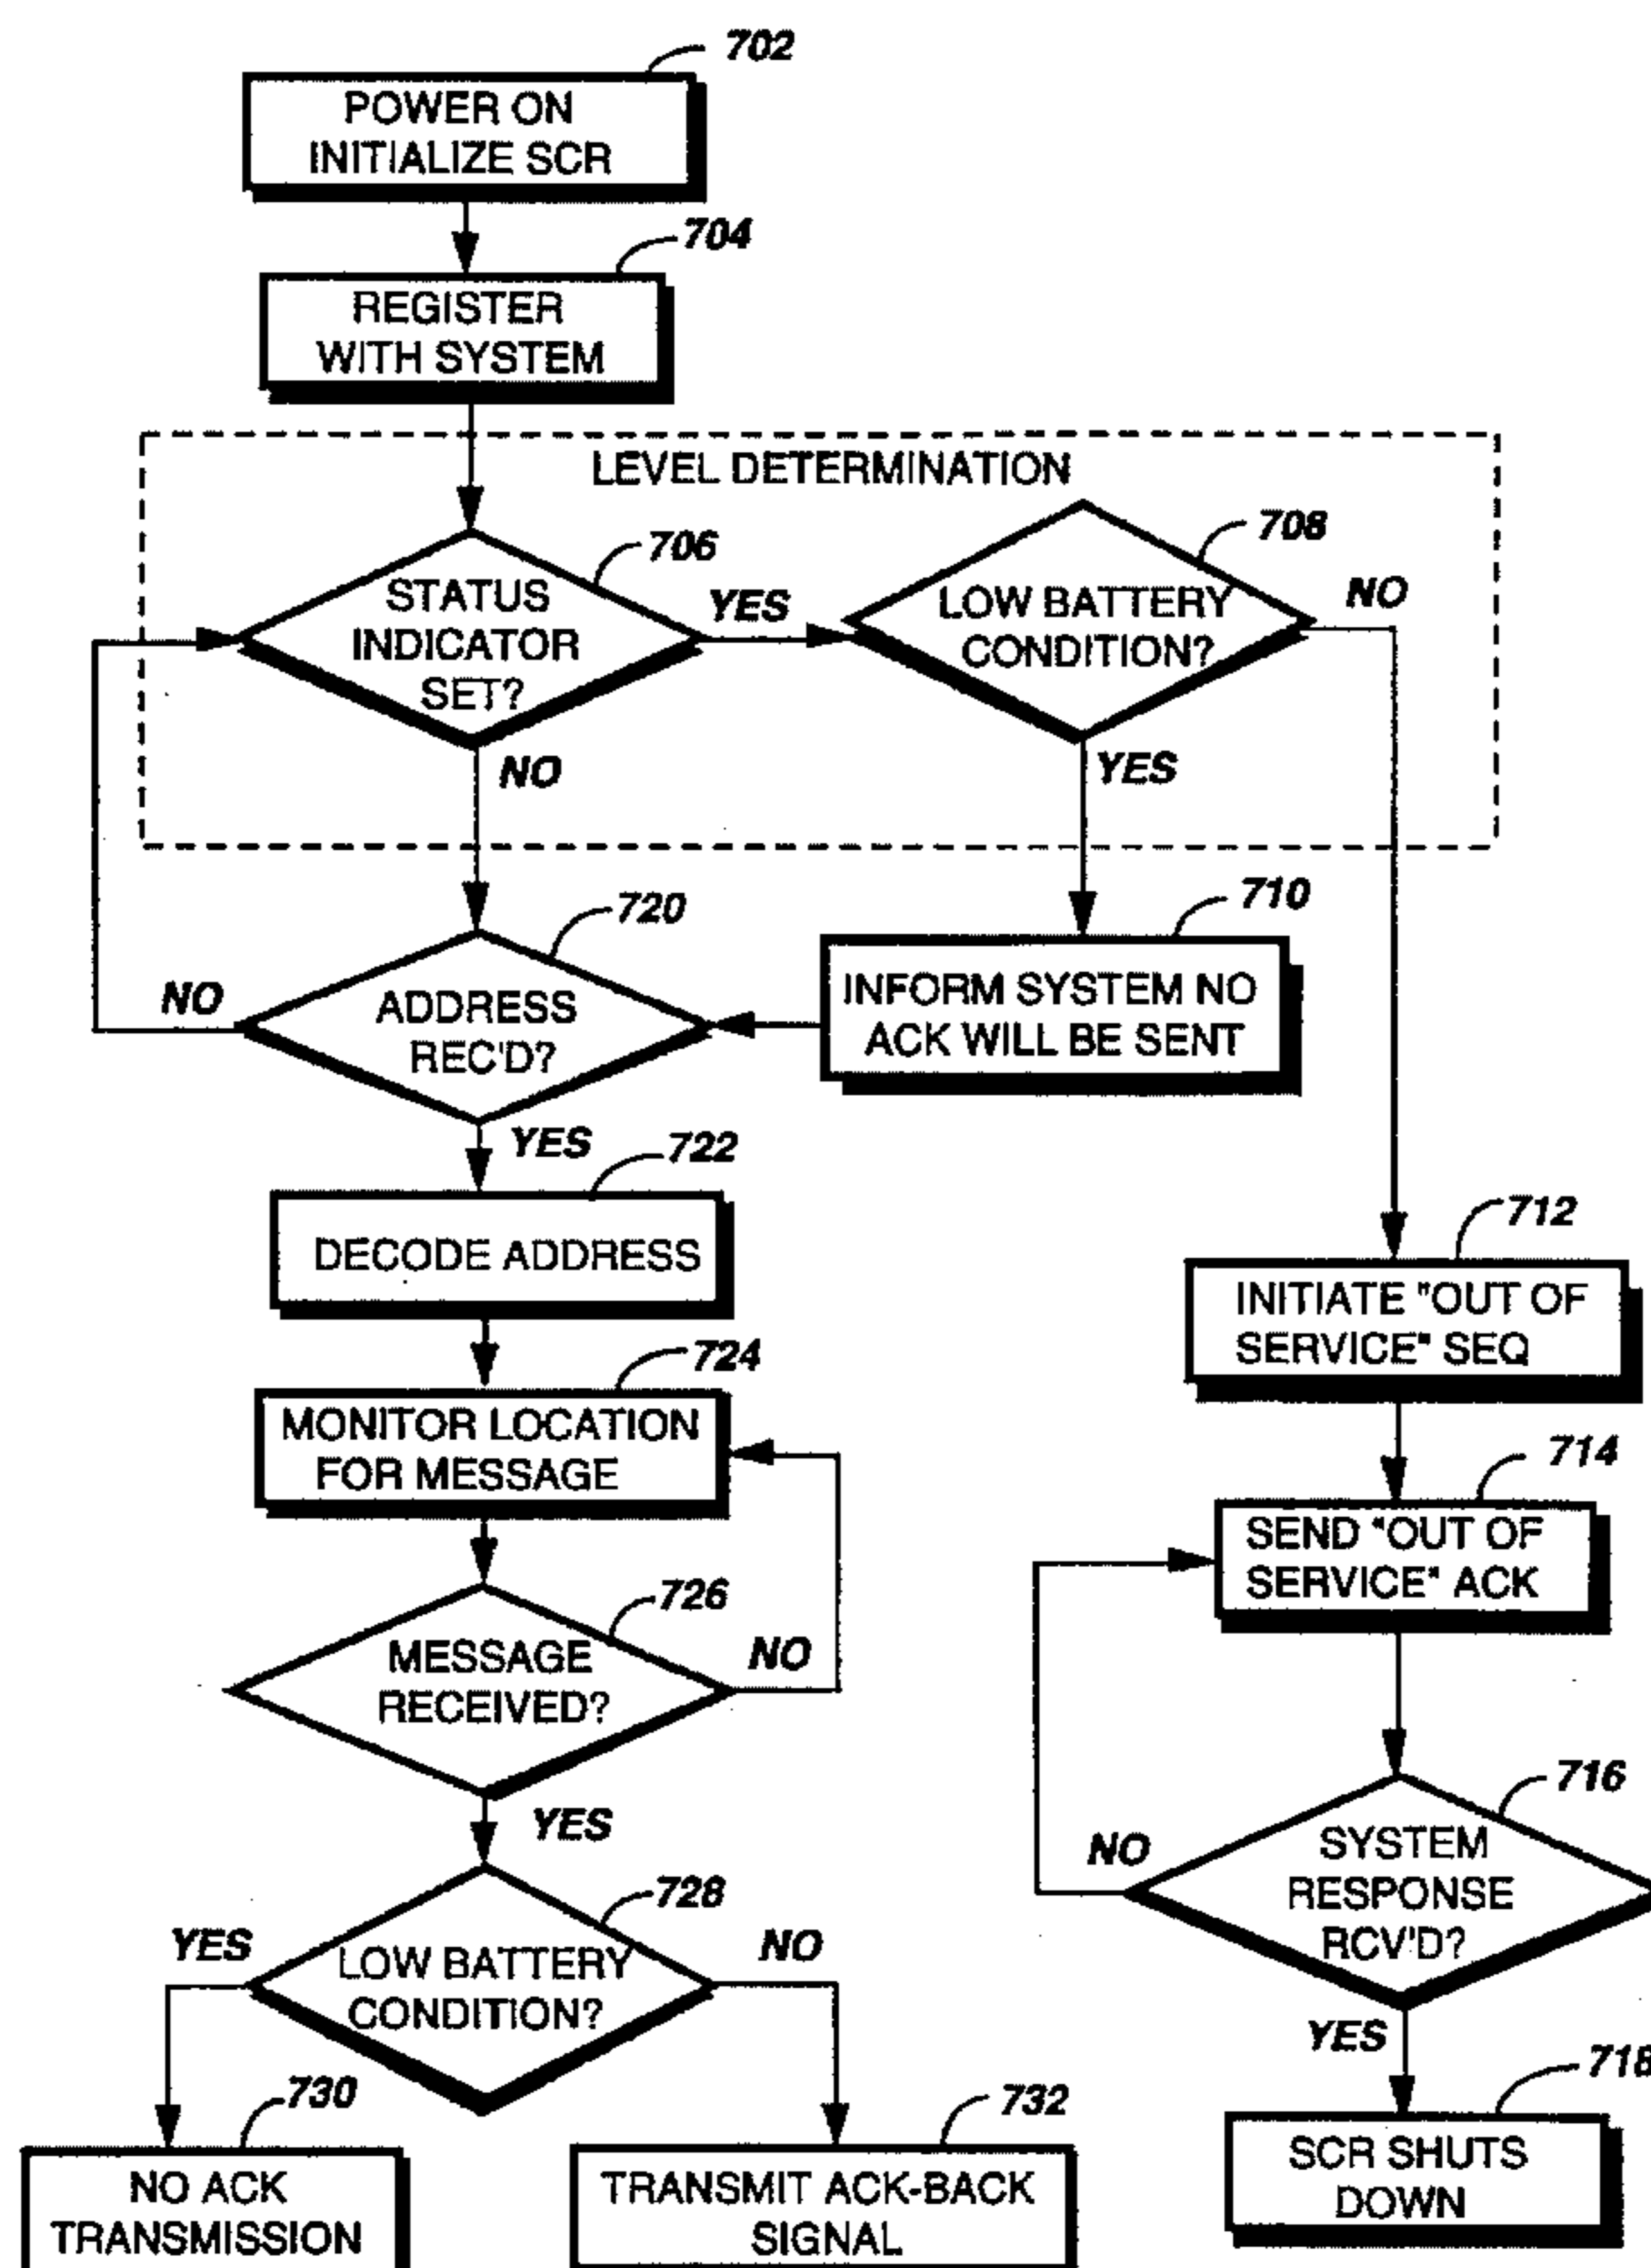 702
POWER ON
INITIALIZE SCR
704
REGISTER
WITH SYSTEM
LEVEL DETERMINATION
706
STATUS
INDICATOR
SET?
YES
NO
708
LOW BATTERY
CONDITION?
NO
YES
710
INFORM SYSTEM NO
ACK WILL BE SENT
720
ADDRESS
REC'D?
NO
YES
722
DECODE ADDRESS
724
MONITOR LOCATION
FOR MESSAGE
726
MESSAGE
RECEIVED?
NO
YES
728
LOW BATTERY
CONDITION?
YES
NO
730
NO ACK
TRANSMISSION
732
TRANSMIT ACK-BACK
SIGNAL
712
INITIATE "OUT OF
SERVICE" SEQ
714
SEND "OUT OF
SERVICE" ACK
716
SYSTEM
RESPONSE
RCV'D?
NO
YES
718
SCR SHUTS
DOWN